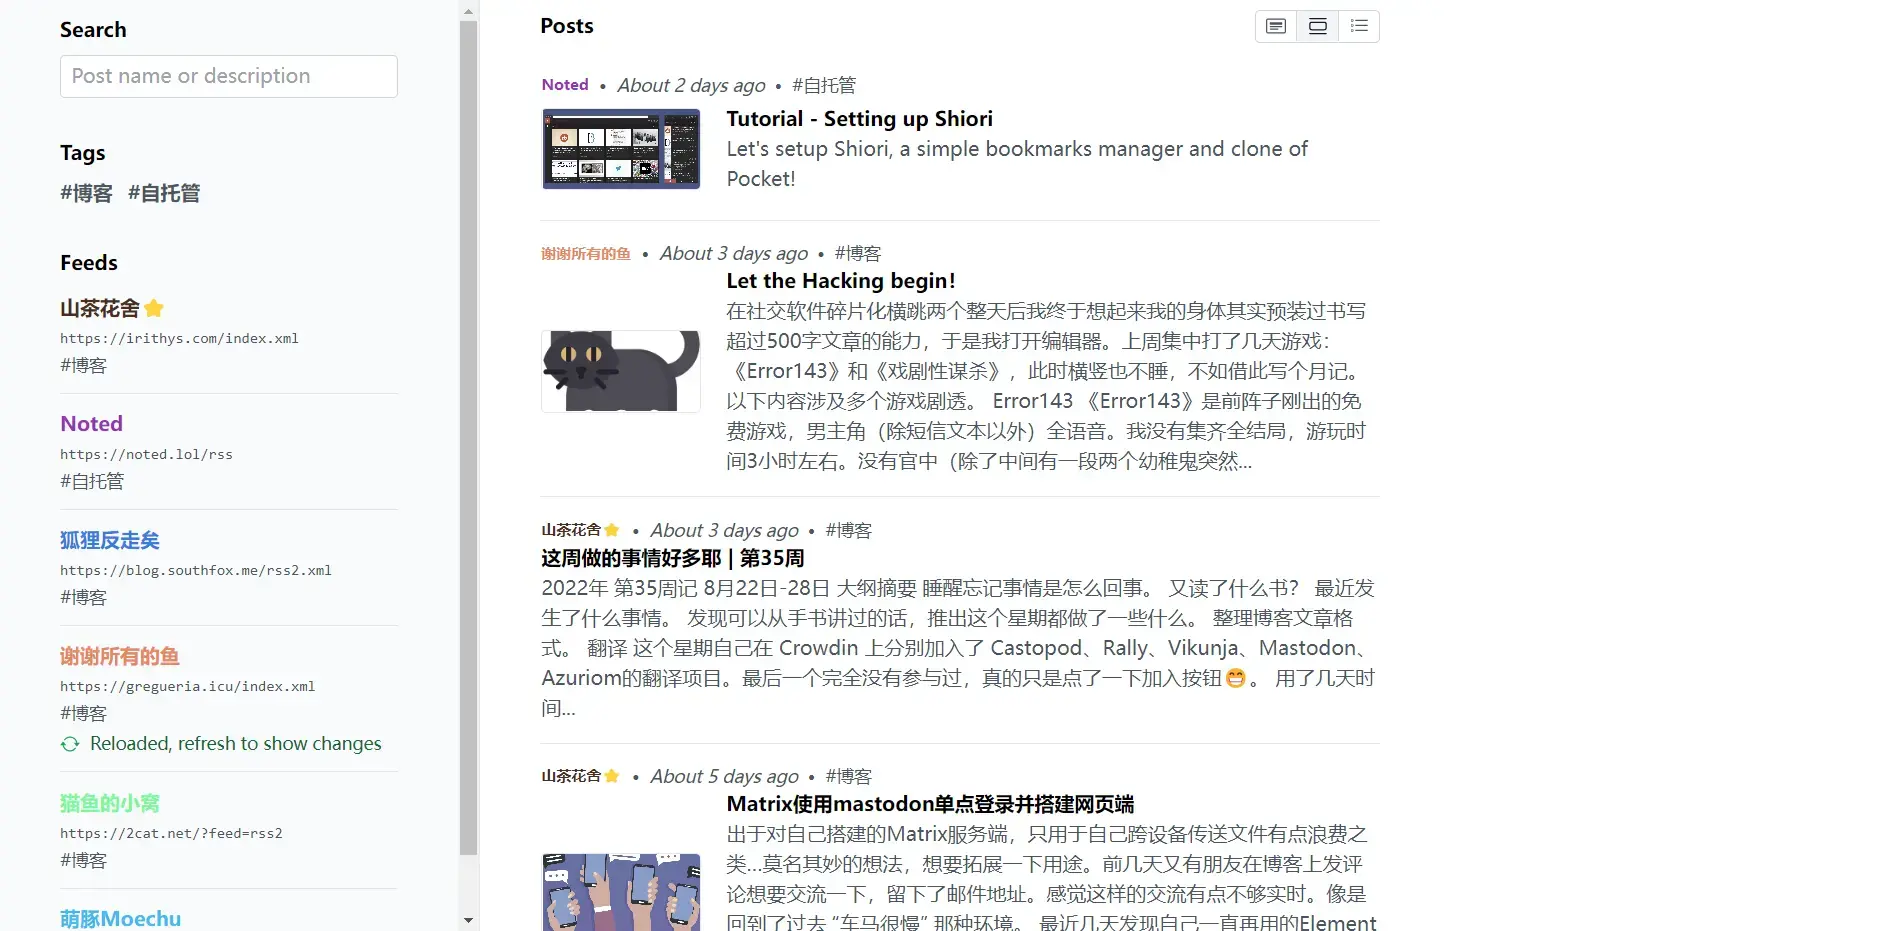 Search
Post name or description
Tags
#博客 #自托管
Feeds
山茶花舍⭐
https://irithys.com/index.xml
#博客
Noted
https://noted.lol/rss
#自托管
狐狸反走矣
https://blog.southfox.me/rss2.xml
#博客
谢谢所有的鱼
https://gregueria.icu/index.xml
#博客
Reloaded, refresh to show changes
猫鱼的小窝
https://2cat.net/?feed=rss2
#博客
萌豚Moechu
Posts
Noted • About 2 days ago • #自托管
Tutorial - Setting up Shiori
Let's setup Shiori, a simple bookmarks manager and clone of
Pocket!
谢谢所有的鱼 • About 3 days ago • #博客
Let the Hacking begin!
在社交软件碎片化横跳两个整天后我终于想起来我的身体其实预装过书写
超过500字文章的能力，于是我打开编辑器。上周集中打了几天游戏：
《Error143》和《戏剧性谋杀》，此时横竖也不睡，不如借此写个月记。
以下内容涉及多个游戏剧透。 Error143 《Error143》是前阵子刚出的免
费游戏，男主角（除短信文本以外）全语音。我没有集齐全结局，游玩时
间3小时左右。没有官中（除了中间有一段两个幼稚鬼突然...
山茶花舍⭐ • About 3 days ago • #博客
这周做的事情好多耶 | 第35周
2022年 第35周记 8月22日-28日 大纲摘要 睡醒忘记事情是怎么回事。 又读了什么书？ 最近发
生了什么事情。 发现可以从手书讲过的话，推出这个星期都做了一些什么。 整理博客文章格
式。 翻译 这个星期自己在 Crowdin 上分别加入了 Castopod、Rally、Vikunja、Mastodon、
Azuriom的翻译项目。最后一个完全没有参与过，真的只是点了一下加入按钮😁。 用了几天时
间...
山茶花舍⭐ • About 5 days ago • #博客
Matrix使用mastodon单点登录并搭建网页端
出于对自己搭建的Matrix服务端，只用于自己跨设备传送文件有点浪费之
类...莫名其妙的想法，想要拓展一下用途。前几天又有朋友在博客上发评
论想要交流一下，留下了邮件地址。感觉这样的交流有点不够实时。像是
回到了过去 “车马很慢” 那种环境。 最近几天发现自己一直再用的Element